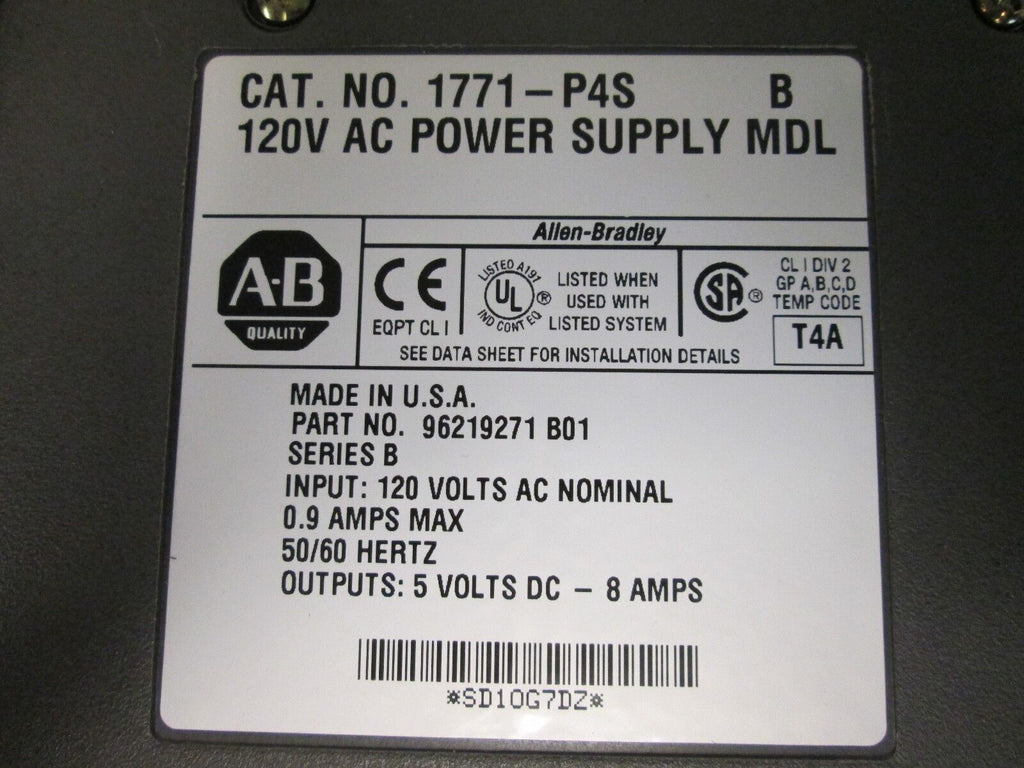 CAT. NO. 1771-P4S B
120V AC POWER SUPPLY MDL
Allen-Bradley
A-B
QUALITY
CE
EQPT CL I
LISTED A197
UL ®
IND CONT EQ
LISTED WHEN
USED WITH
LISTED SYSTEM
SA ®
CL I DIV 2
GP A,B,C,D
TEMP CODE
T4A
SEE DATA SHEET FOR INSTALLATION DETAILS
MADE IN U.S.A.
PART NO. 96219271 B01
SERIES B
INPUT: 120 VOLTS AC NOMINAL
0.9 AMPS MAX
50/60 HERTZ
OUTPUTS: 5 VOLTS DC - 8 AMPS
*SD10G7DZ*